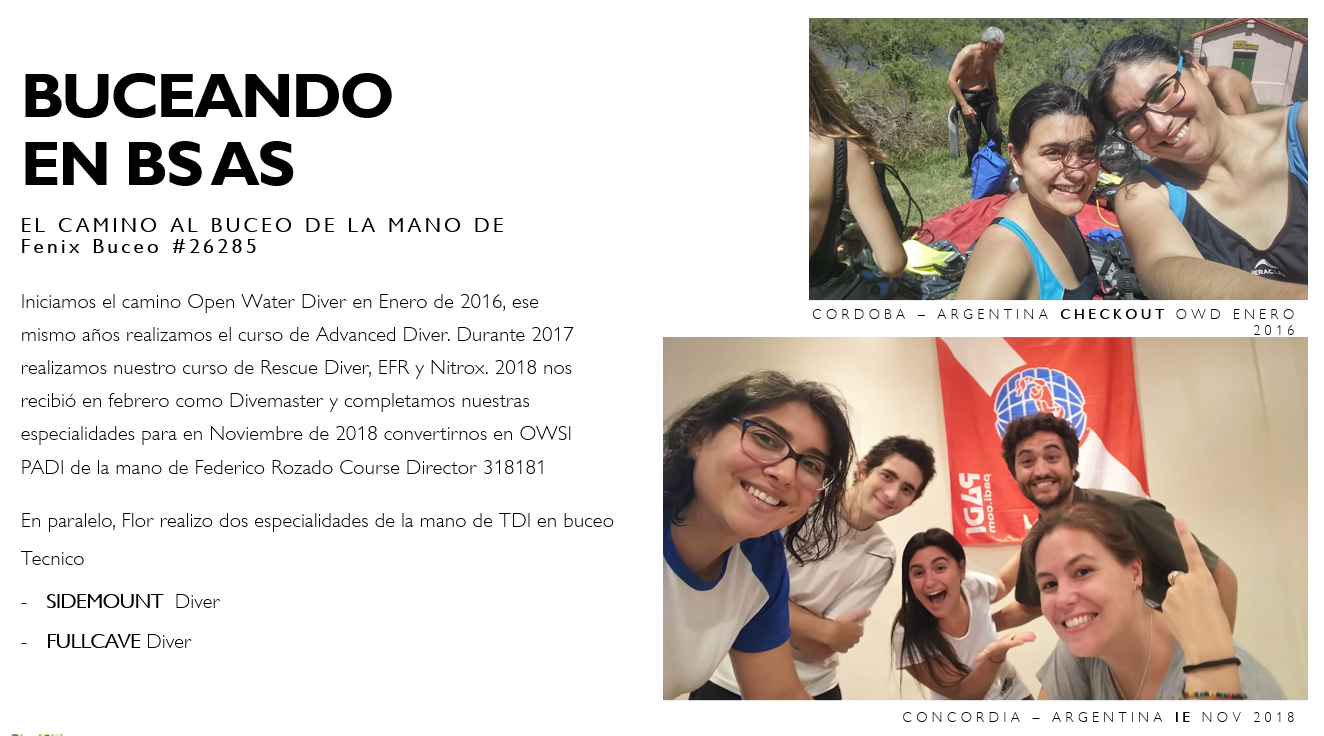 BUCEANDO
EN BS AS
EL CAMINO AL BUCEO DE LA MANO DE
Fenix Buceo #26285
Iniciamos el camino Open Water Diver en Enero de 2016, ese
mismo años realizamos el curso de Advanced Diver. Durante 2017
realizamos nuestro curso de Rescue Diver, EFR y Nitrox. 2018 nos
recibió en febrero como Divemaster y completamos nuestras
especialidades para en Noviembre de 2018 convertirnos en OWSI
PADI de la mano de Federico Rozado Course Director 318181
En paralelo, Flor realizo dos especialidades de la mano de TDI en buceo
Tecnico
- SIDEMOUNT Diver
- FULLCAVE Diver
CORDOBA – ARGENTINA CHECKOUT OWD ENERO
2016
PADI
padi.com
CONCORDIA – ARGENTINA IE NOV 2018